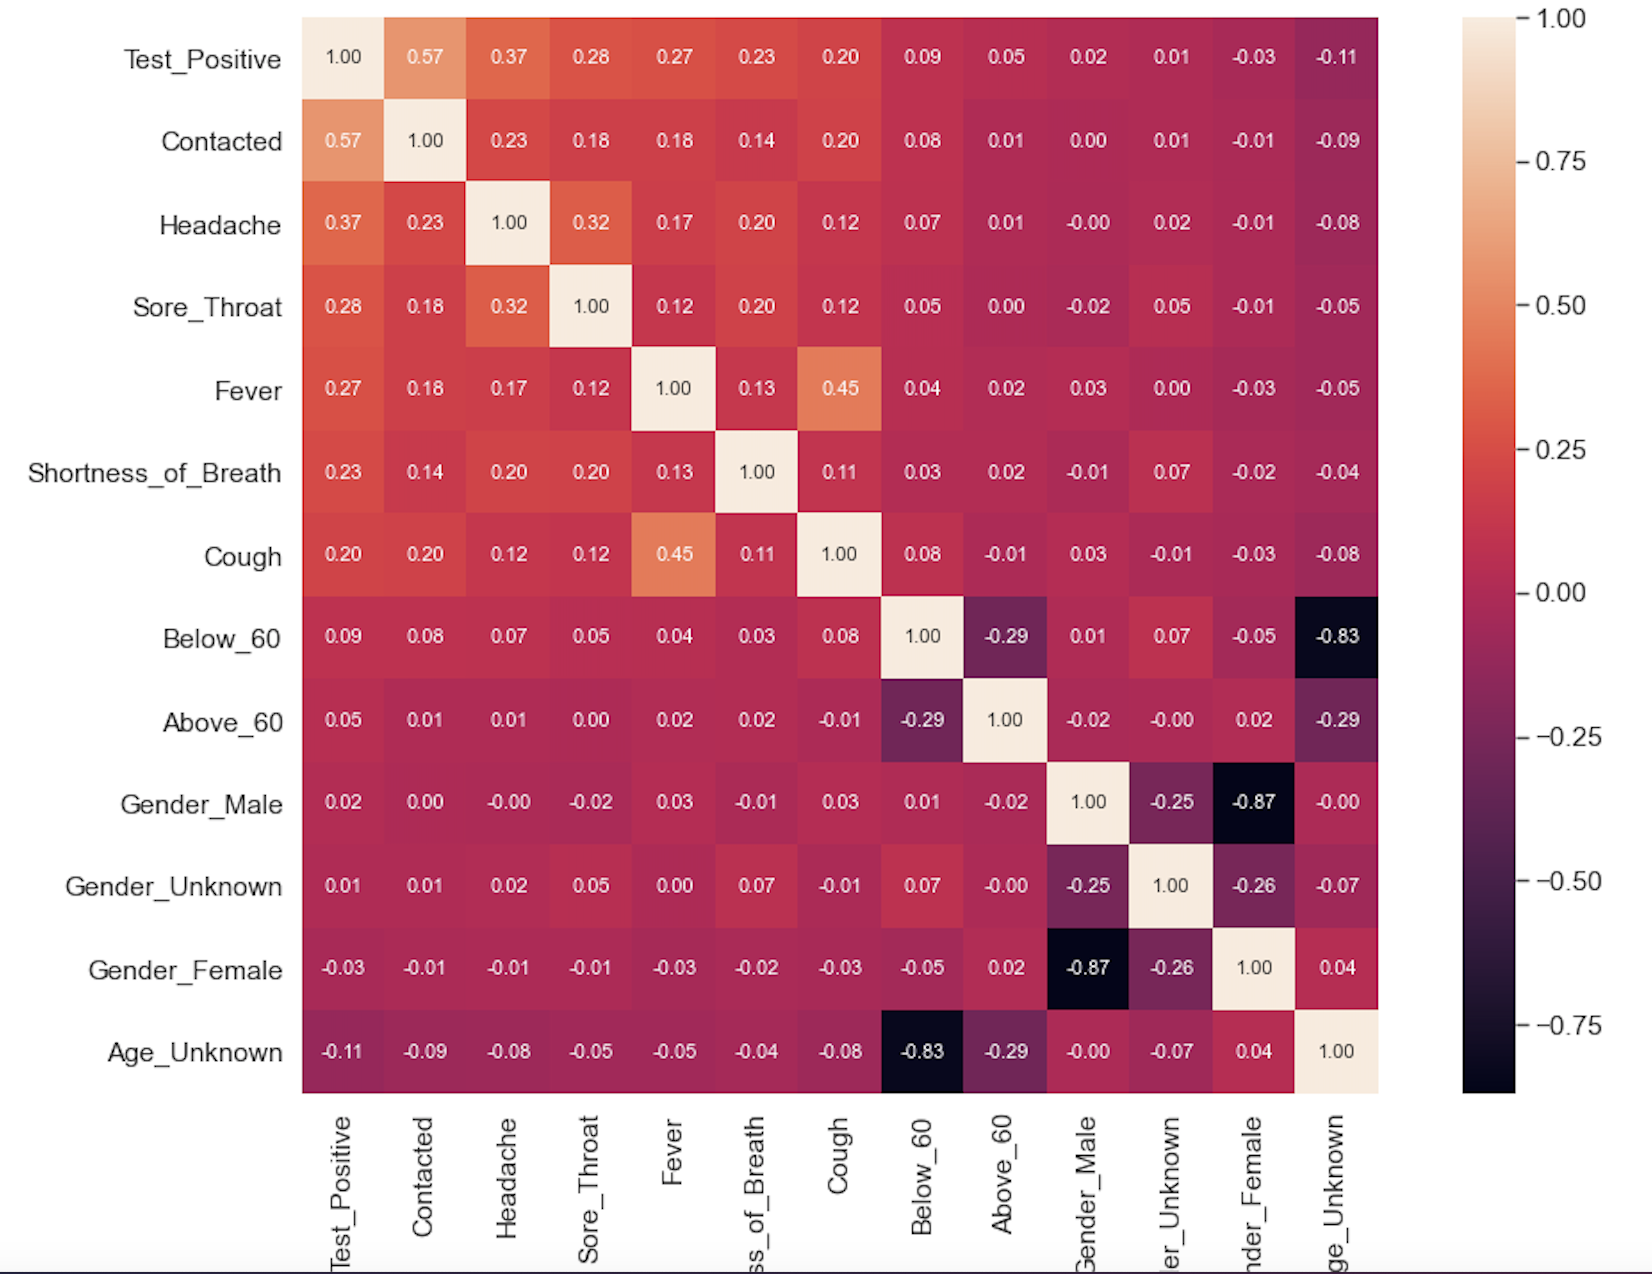 Test_Positive 1.00 0.57 0.37 0.28 0.27 0.23 0.20 0.09 0.05 0.02 0.01 -0.03 -0.11
Contacted 0.57 1.00 0.23 0.18 0.18 0.14 0.20 0.08 0.01 0.00 0.01 -0.01 -0.09
Headache 0.37 0.23 1.00 0.32 0.17 0.20 0.12 0.07 0.01 -0.00 0.02 -0.01 -0.08
Sore_Throat 0.28 0.18 0.32 1.00 0.12 0.20 0.12 0.05 0.00 -0.02 0.05 -0.01 -0.05
Fever 0.27 0.18 0.17 0.12 1.00 0.13 0.45 0.04 0.02 0.03 0.00 -0.03 -0.05
Shortness_of_Breath 0.23 0.14 0.20 0.20 0.13 1.00 0.11 0.03 0.02 -0.01 0.07 -0.02 -0.04
Cough 0.20 0.20 0.12 0.12 0.45 0.11 1.00 0.08 -0.01 0.03 -0.01 -0.03 -0.08
Below_60 0.09 0.08 0.07 0.05 0.04 0.03 0.08 1.00 -0.29 0.01 0.07 -0.05 -0.83
Above_60 0.05 0.01 0.01 0.00 0.02 0.02 -0.01 -0.29 1.00 -0.02 -0.00 0.02 -0.29
Gender_Male 0.02 0.00 -0.00 -0.02 0.03 -0.01 0.03 0.01 -0.02 1.00 -0.25 -0.87 -0.00
Gender_Unknown 0.01 0.01 0.02 0.05 0.00 0.07 -0.01 0.07 -0.00 -0.25 1.00 -0.26 -0.07
Gender_Female -0.03 -0.01 -0.01 -0.01 -0.03 -0.02 -0.03 -0.05 0.02 -0.87 -0.26 1.00 0.04
Age_Unknown -0.11 -0.09 -0.08 -0.05 -0.05 -0.04 -0.08 -0.83 -0.29 -0.00 -0.07 0.04 1.00
Test_Positive
Contacted
Headache
Sore_Throat
Fever
ss_of_Breath
Cough
Below_60
Above_60
Gender_Male
er_Unknown
nder_Female
ge_Unknown
1.00
0.75
0.50
0.25
0.00
−0.25
−0.50
−0.75